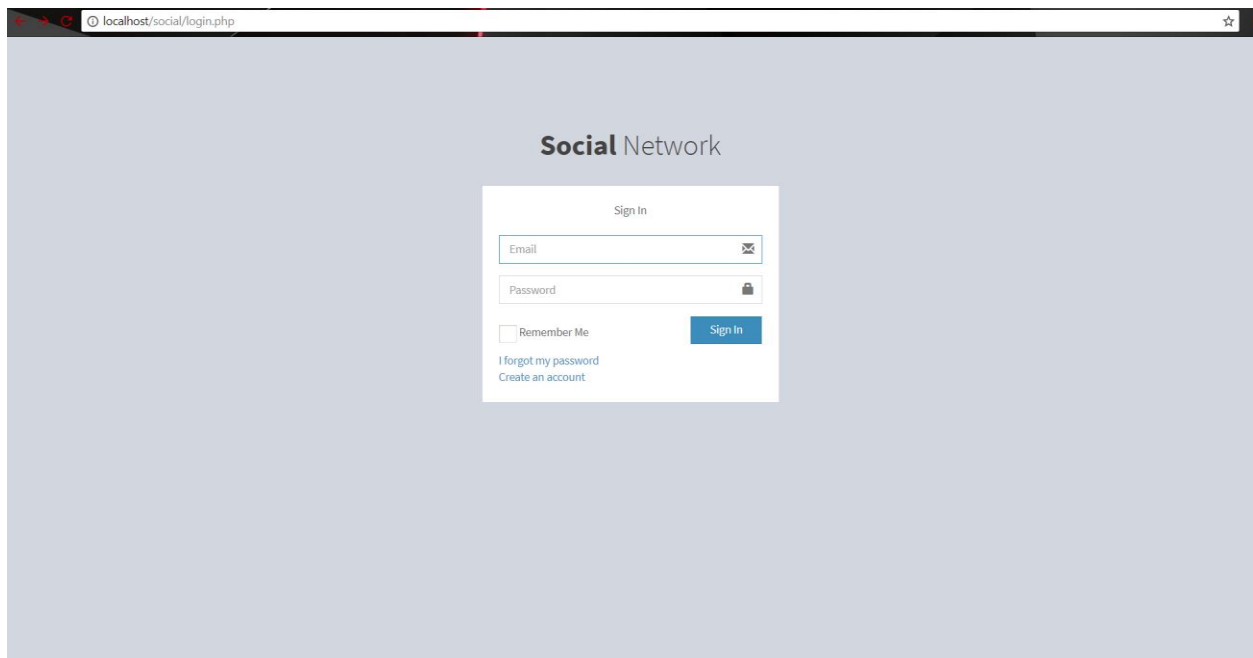 localhost/social/login.php
Social Network
Sign In
Email
Password
Remember Me
Sign In
I forgot my password
Create an account